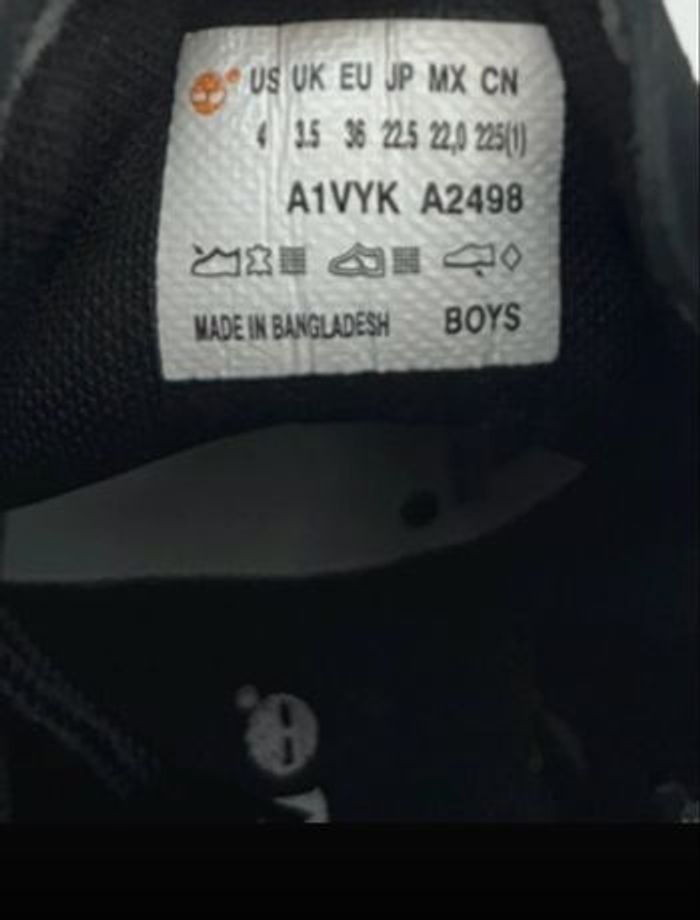 US UK EU JP MX CN
4 3.5 36 22.5 22,0 225(1)
A1VYK A2498
MADE IN BANGLADESH BOYS